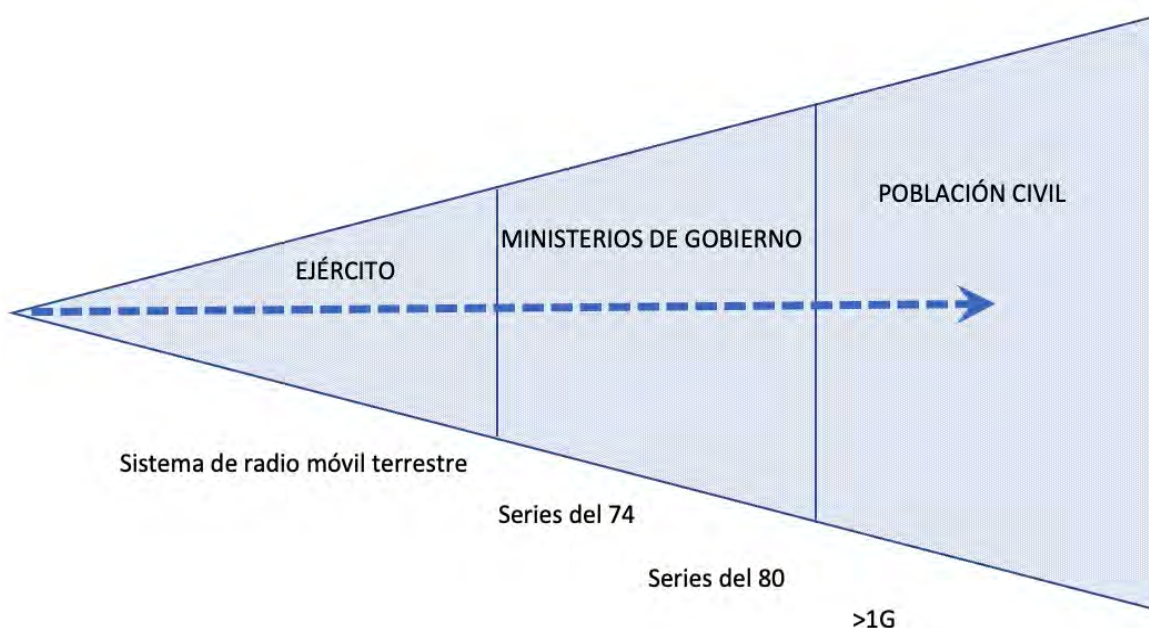 POBLACIÓN CIVIL
MINISTERIOS DE GOBIERNO
EJÉRCITO
Sistema de radio móvil terrestre
Series del 74
Series del 80
>1G